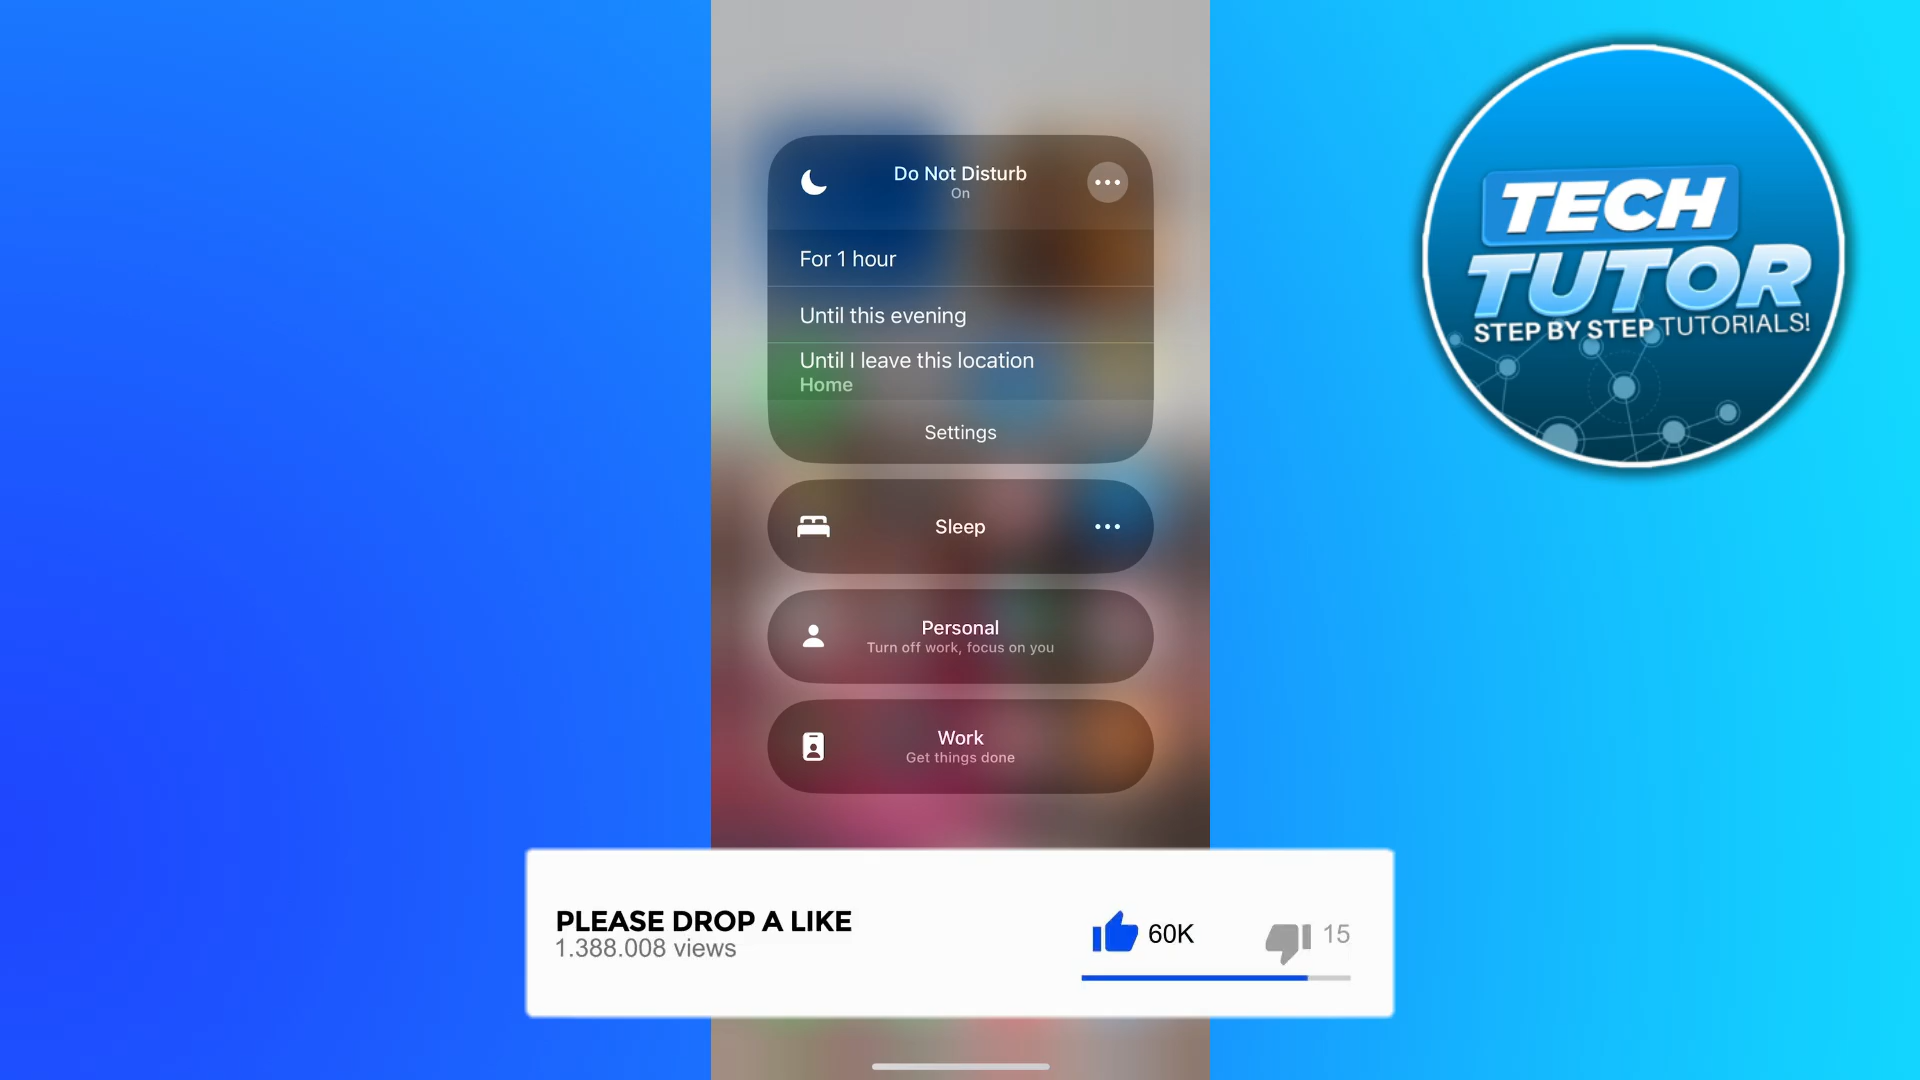 Do Not Disturb
On
For 1 hour
Until this evening
Until I leave this location
Home
Settings
Sleep
Personal
Turn off work, focus on you
Work
Get things done
TECH
TUTOR
STEP BY STEP TUTORIALS!
PLEASE DROP A LIKE
1.388.008 views
60K
15